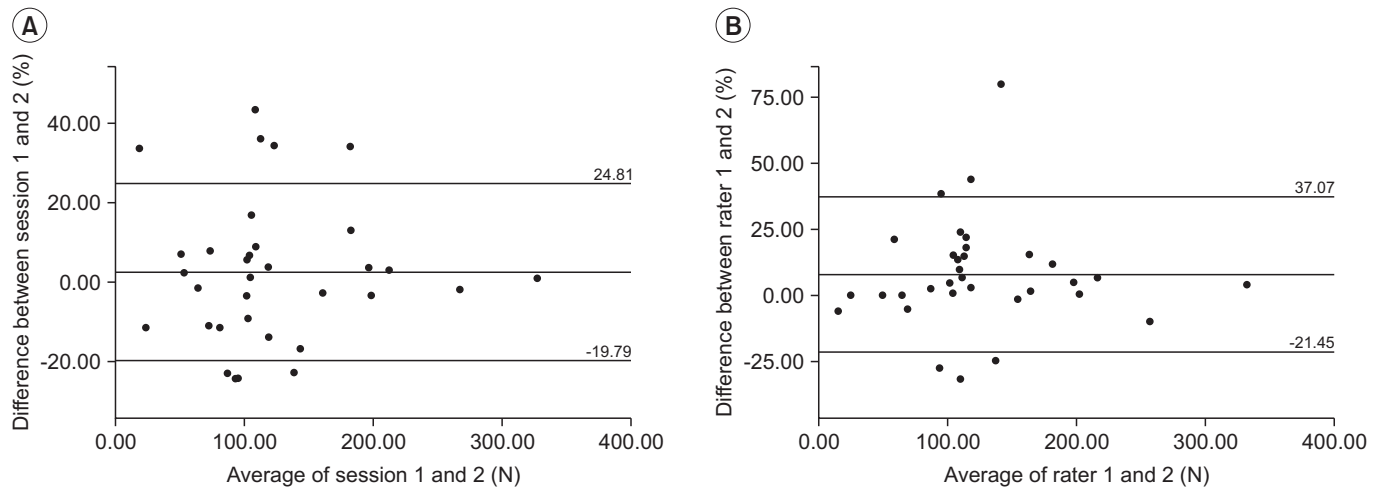 A
Difference between session 1 and 2 (%)
40.00
20.00
0.00
-20.00
24.81
-19.79
0.00 100.00 200.00 300.00 400.00
Average of session 1 and 2 (N)
B
Difference between rater 1 and 2 (%)
75.00
50.00
25.00
0.00
-25.00
37.07
-21.45
0.00 100.00 200.00 300.00 400.00
Average of rater 1 and 2 (N)